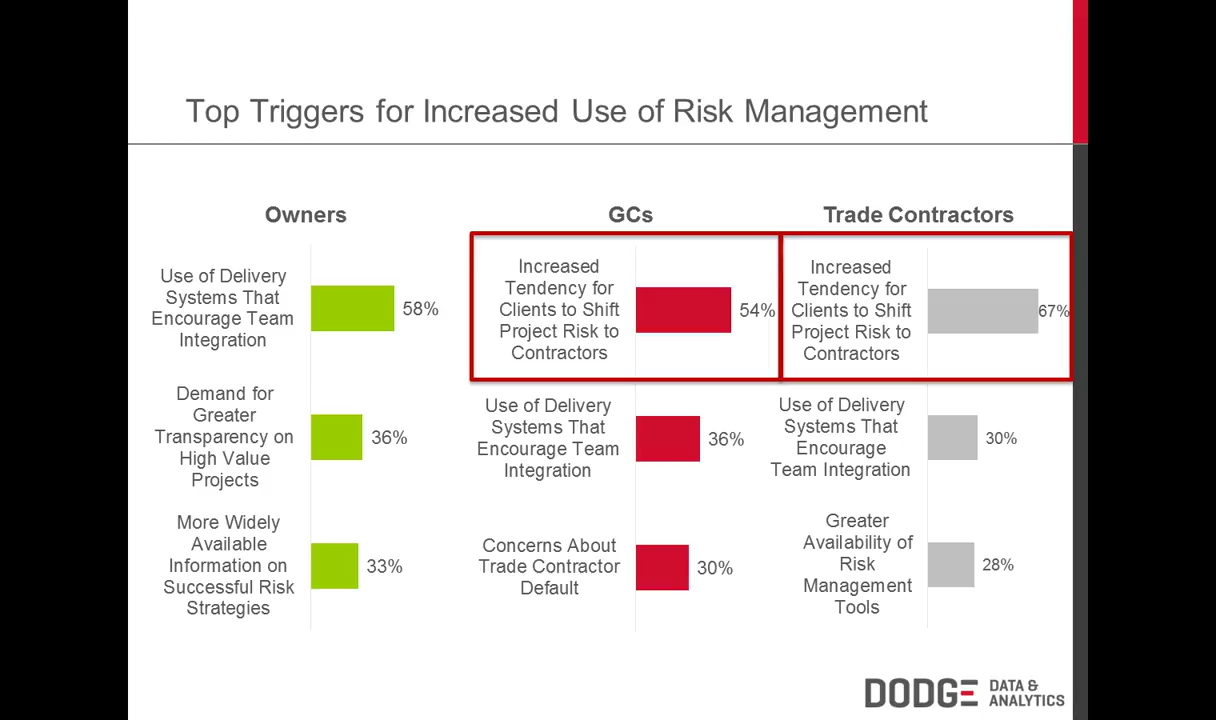 Top Triggers for Increased Use of Risk Management
Owners
Use of Delivery
Systems That
Encourage Team
Integration
58%
Demand for
Greater
Transparency on
High Value
Projects
36%
More Widely
Available
Information on
Successful Risk
Strategies
33%
GCs
Increased
Tendency for
Clients to Shift
Project Risk to
Contractors
54%
Use of Delivery
Systems That
Encourage Team
Integration
36%
Concerns About
Trade Contractor
Default
30%
Trade Contractors
Increased
Tendency for
Clients to Shift
Project Risk to
Contractors
67%
Use of Delivery
Systems That
Encourage
Team Integration
30%
Greater
Availability of
Risk
Management
Tools
28%
DODGE DATA &
ANALYTICS